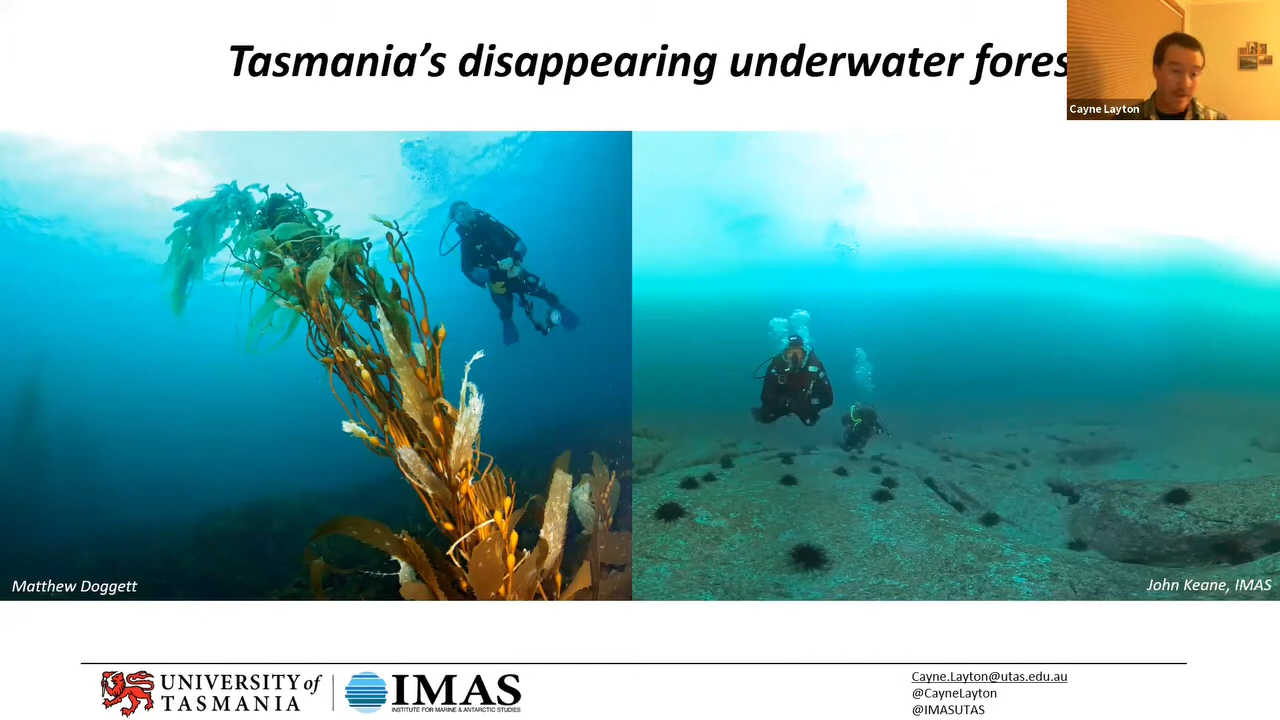 Tasmania's disappearing underwater fores
Cayne Layton
Matthew Doggett
John Keane, IMAS
UNIVERSITY of
TASMANIA
IMAS
INSTITUTE FOR MARINE & ANTARCTIC STUDIES
Cayne.Layton@utas.edu.au
@CayneLayton
@IMASUTAS